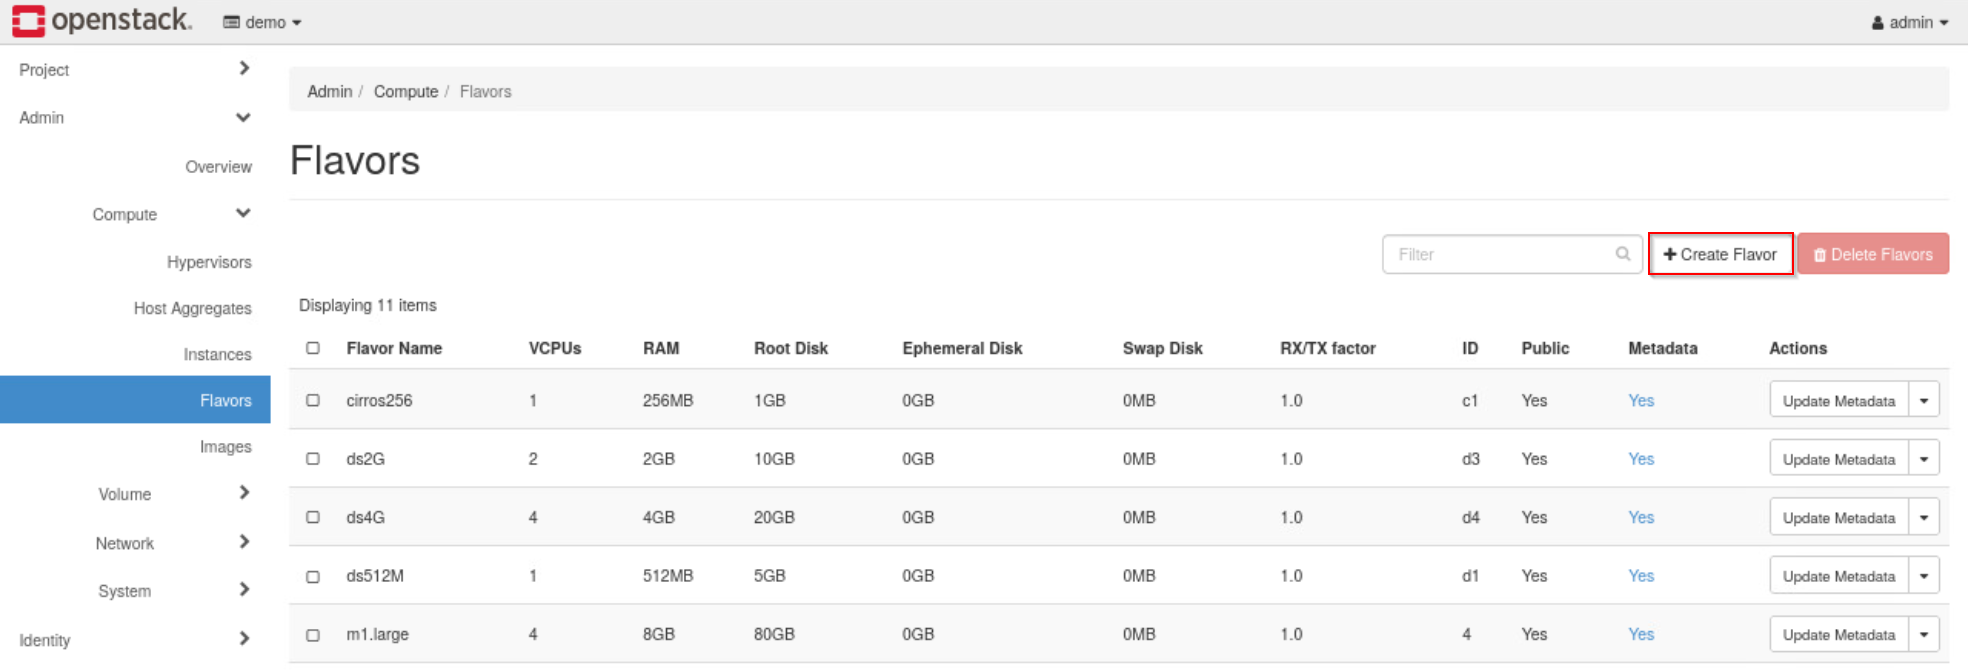 openstack. demo admin
Project
Admin
Overview
Compute
Hypervisors
Host Aggregates
Instances
Flavors
Images
Volume
Network
System
Identity
Admin / Compute / Flavors
Flavors
Filter Create Flavor Delete Flavors
Displaying 11 items
Flavor Name VCPUs RAM Root Disk Ephemeral Disk Swap Disk RX/TX factor ID Public Metadata Actions
cirros256 1 256MB 1GB 0GB 0MB 1.0 c1 Yes Yes Update Metadata
ds2G 2 2GB 10GB 0GB 0MB 1.0 d3 Yes Yes Update Metadata
ds4G 4 4GB 20GB 0GB 0MB 1.0 d4 Yes Yes Update Metadata
ds512M 1 512MB 5GB 0GB 0MB 1.0 d1 Yes Yes Update Metadata
m1.large 4 8GB 80GB 0GB 0MB 1.0 4 Yes Yes Update Metadata